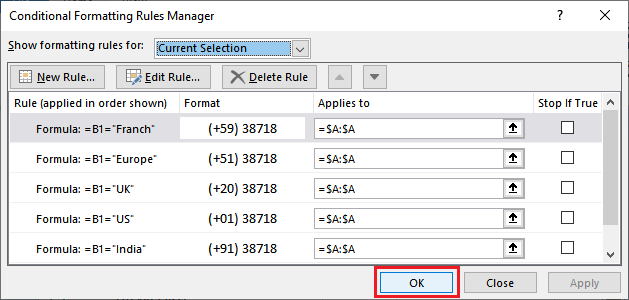 Conditional Formatting Rules Manager
Show formatting rules for: Current Selection
New Rule... Edit Rule... Delete Rule
Rule (applied in order shown) Format Applies to Stop If True
Formula: =B1="Franch" (+59) 38718 =$A:$A
Formula: =B1="Europe" (+51) 38718 =$A:$A
Formula: =B1="UK" (+20) 38718 =$A:$A
Formula: =B1="US" (+01) 38718 =$A:$A
Formula: =B1="India" (+91) 38718 =$A:$A
OK Close Apply